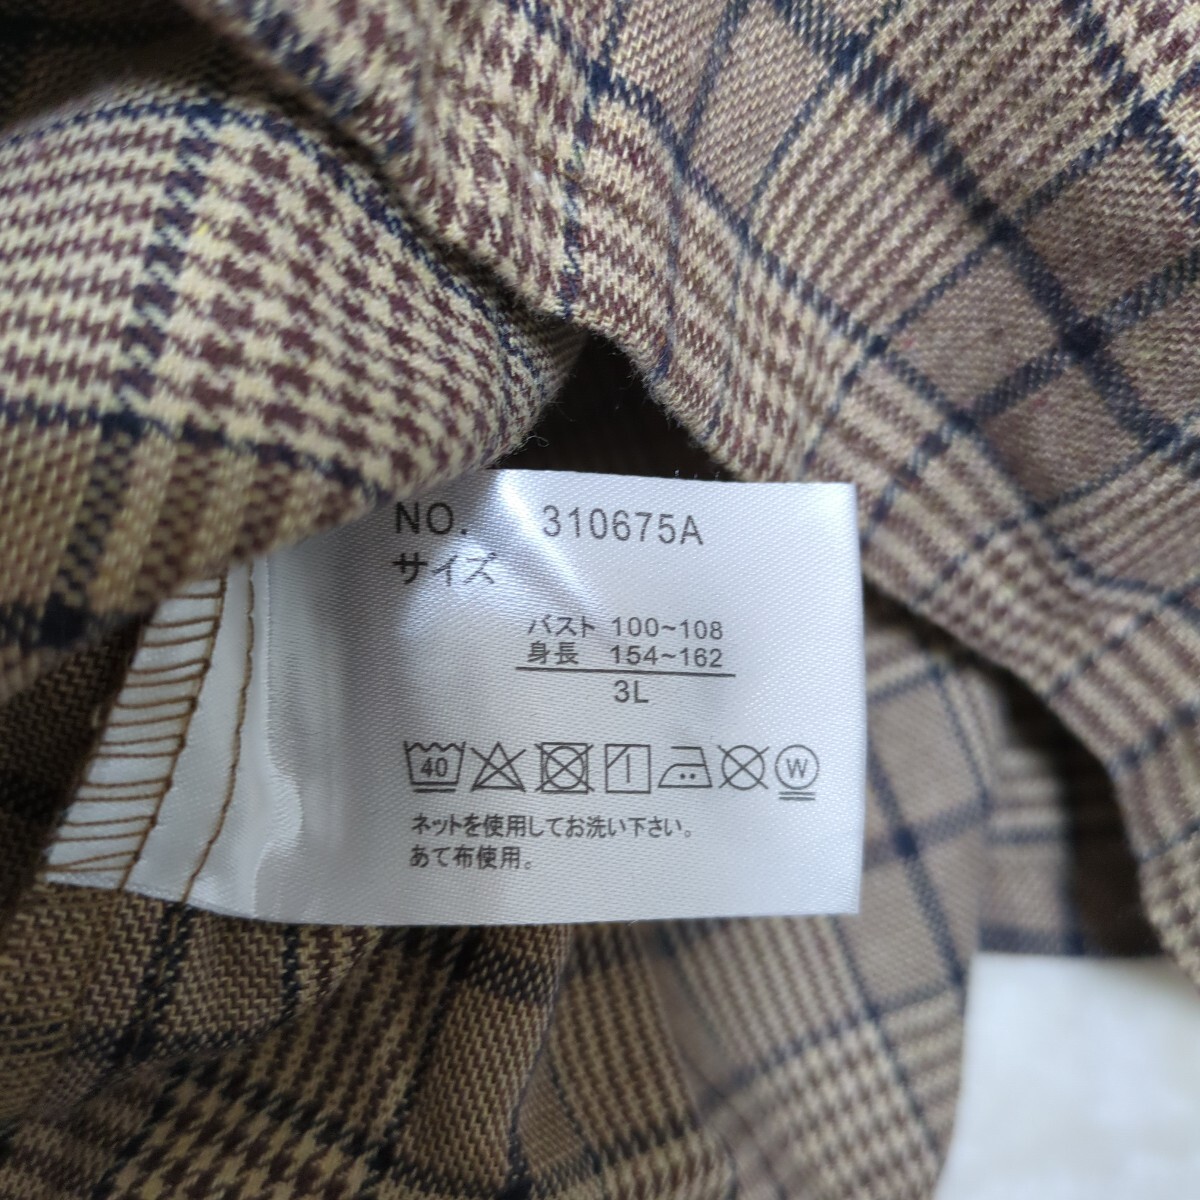 NO. 310675A
サイズ
バスト 100~108
身長 154~162
3L
40 W
ネットを使用してお洗い下さい。
あて布使用。